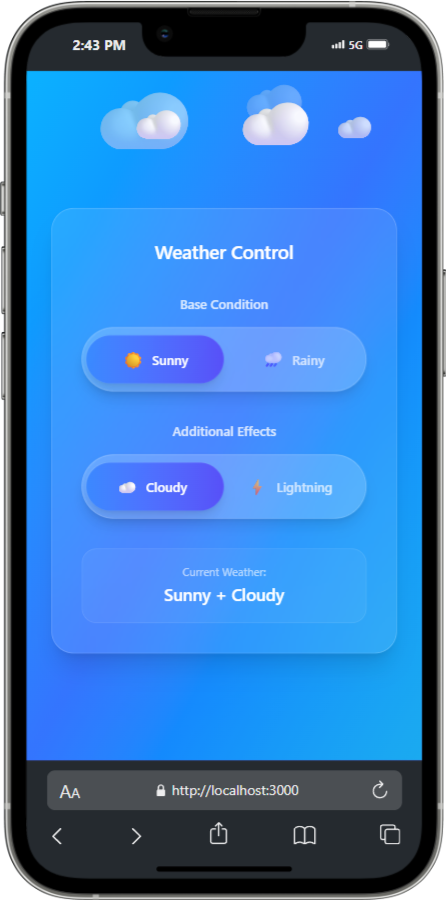 2:43 PM
5G
Weather Control
Base Condition
Sunny
Rainy
Additional Effects
Cloudy
Lightning
Current Weather:
Sunny + Cloudy
AA
http://localhost:3000